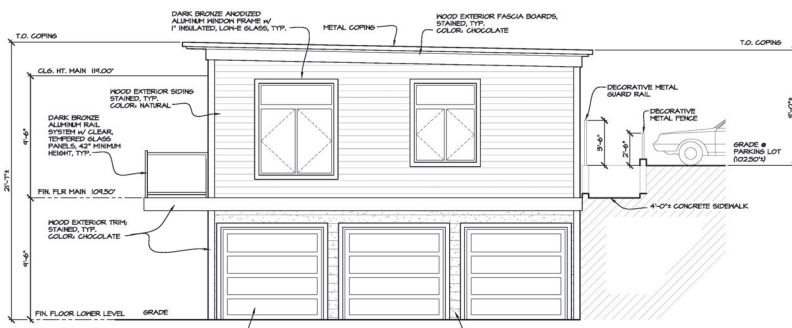 DARK BRONZE ANODIZED
ALUMINUM WINDOW FRAME w/
1" INSULATED, LOW-E GLASS, TYP.
METAL COPING
WOOD EXTERIOR FASCIA BOARDS,
STAINED, TYP.
COLOR: CHOCOLATE
T.O. COPING
T.O. COPING
CLG. HT. MAIN 114.00'
WOOD EXTERIOR SIDING
STAINED, TYP.
COLOR: NATURAL
DARK BRONZE
ALUMINUM RAIL
SYSTEM w/ CLEAR,
TEMPERED GLASS
PANELS, 42" MINIMUM
HEIGHT, TYP.
9'-6"
21'-7"±
DECORATIVE METAL
GUARD RAIL
DECORATIVE
METAL FENCE
3'-6"
2'-6"
GRADE @
PARKING LOT
(102.50'±)
FIN. FLR MAIN 104.50'
4'-0"± CONCRETE SIDEWALK
WOOD EXTERIOR TRIM;
STAINED, TYP.
COLOR: CHOCOLATE
9'-6"
FIN. FLOOR LOWER LEVEL
GRADE